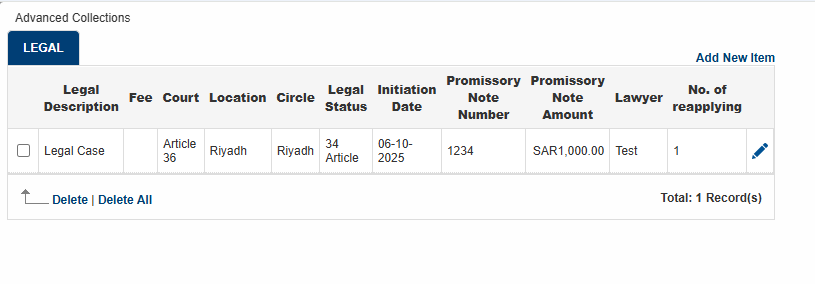 Advanced Collections
LEGAL
Add New Item
Legal Description Fee Court Location Circle Legal Status Initiation Date Promissory Note Number Promissory Note Amount Lawyer No. of reapplying
Legal Case Article 36 Riyadh Riyadh 34 Article 06-10-2025 1234 SAR1,000.00 Test 1
Delete | Delete All
Total: 1 Record(s)